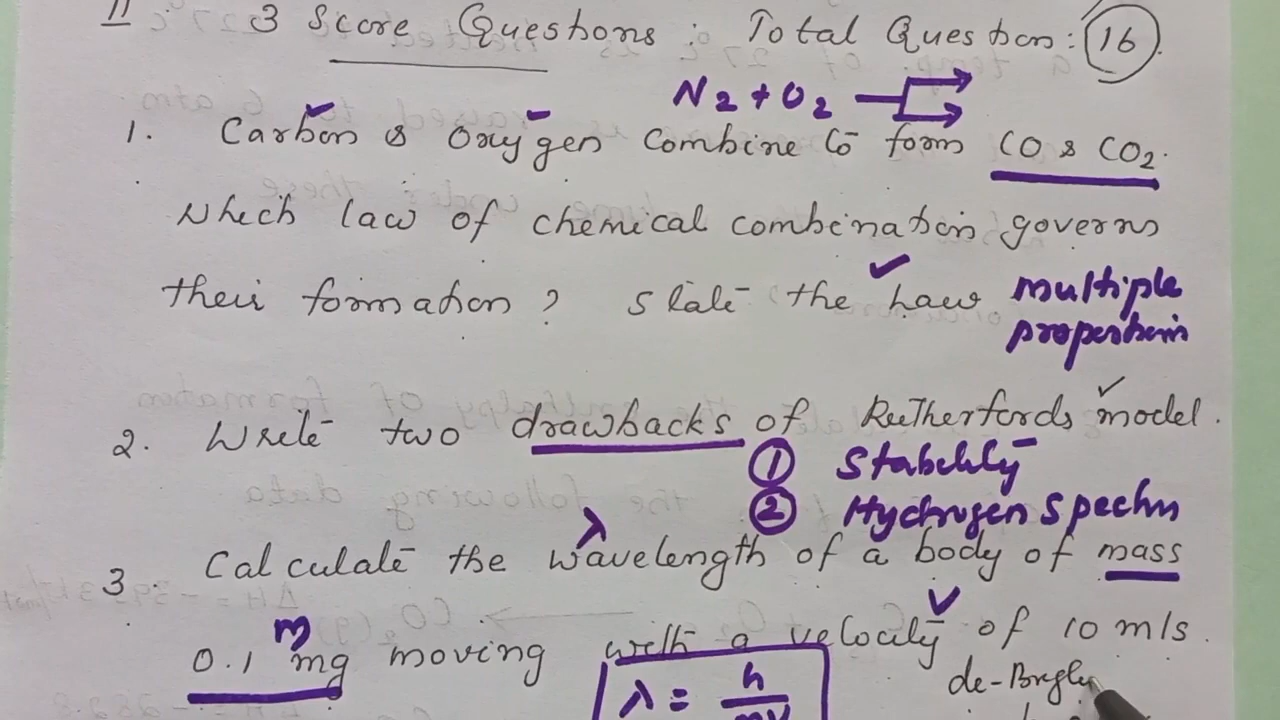 II 3 Score Questions : Total Question: 16.
N2 + O2
1. Carbon & Oxygen Combine to form CO & CO2.
which law of chemical combination governs
their formation ? State the Law multiple
proportion
2. Write two drawbacks of Rutherfords model.
① Stability
② Hydrogen Spectrum
λ
3. Calculate the wavelength of a body of mass
m
0.1 mg moving with a velocity of 10 m/s.
λ = h/mv de-Broglie